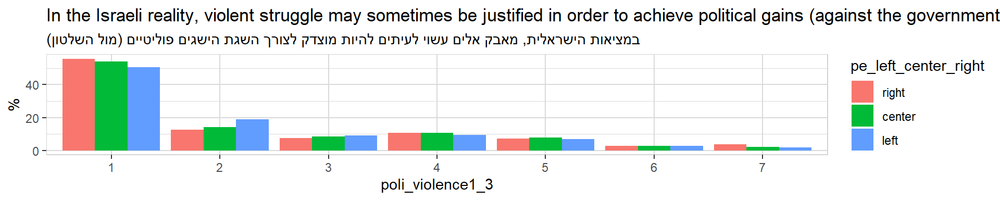 In the Israeli reality, violent struggle may sometimes be justified in order to achieve political gains (against the government
במציאות הישראלית, מאבק אלים עשוי לעיתים להיות מוצדק לצורך השגת הישגים פוליטיים (מול השלטון)
%
40
20
0
1 2 3 4 5 6 7
poli_violence1_3
pe_left_center_right
right
center
left